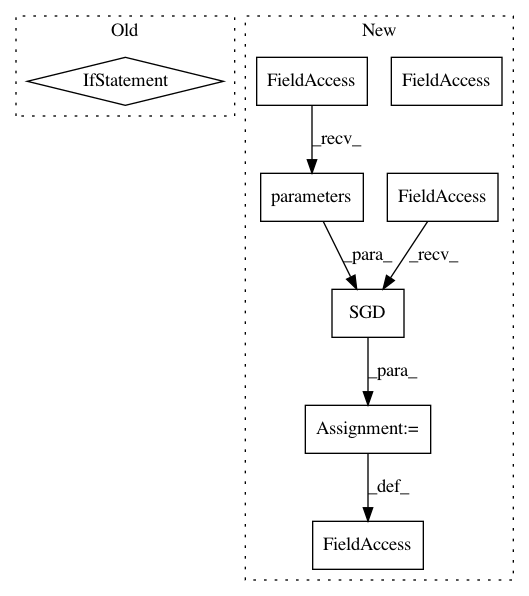 Old
New
IfStatement
FieldAccess
FieldAccess
_recv_
parameters
FieldAccess
_para_
_recv_
SGD
_para_
Assignment:=
_def_
FieldAccess